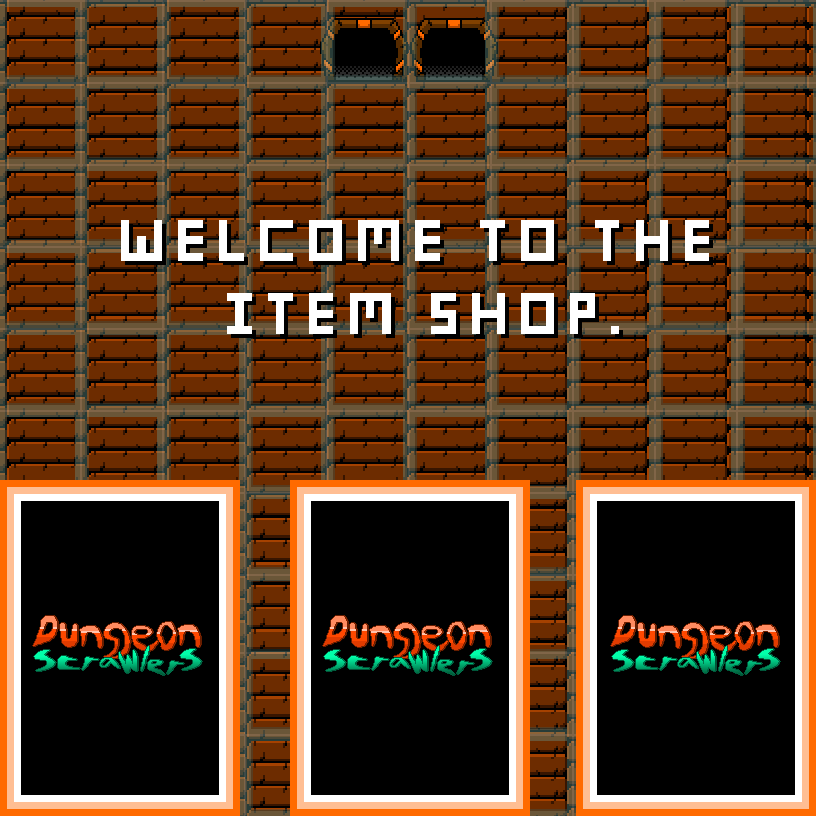 WELCOME TO THE
ITEM SHOP.
Dungeon
Scrawlers
Dungeon
Scrawlers
Dungeon
Scrawlers